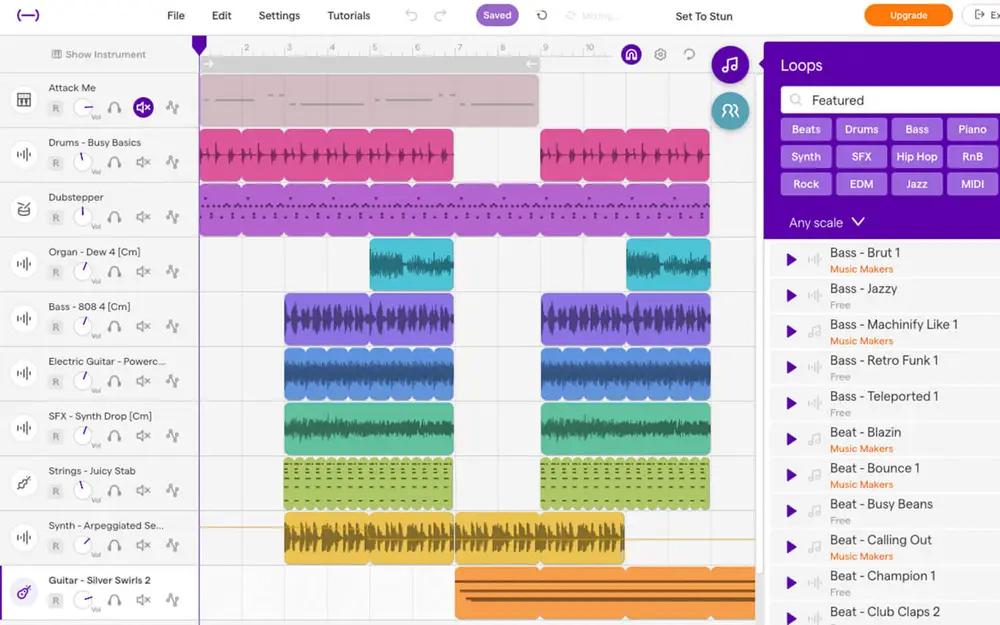 File Edit Settings Tutorials Saved Mixing... Set To Stun Upgrade
Show Instrument
2 3 4 5 6 7 8 9 10
Attack Me
R Vol
Drums - Busy Basics
R Vol
Dubstepper
R Vol
Organ - Dew 4 [Cm]
R Vol
Bass - 808 4 [Cm]
R Vol
Electric Guitar - Powerc...
R Vol
SFX - Synth Drop [Cm]
R Vol
Strings - Juicy Stab
R Vol
Synth - Arpeggiated Se...
R Vol
Guitar - Silver Swirls 2
R Vol
Loops
Featured
Beats Drums Bass Piano
Synth SFX Hip Hop RnB
Rock EDM Jazz MIDI
Any scale
Bass - Brut 1
Music Makers
Bass - Jazzy
Free
Bass - Machinify Like 1
Music Makers
Bass - Retro Funk 1
Free
Bass - Teleported 1
Free
Beat - Blazin
Music Makers
Beat - Bounce 1
Music Makers
Beat - Busy Beans
Free
Beat - Calling Out
Music Makers
Beat - Champion 1
Free
Beat - Club Claps 2